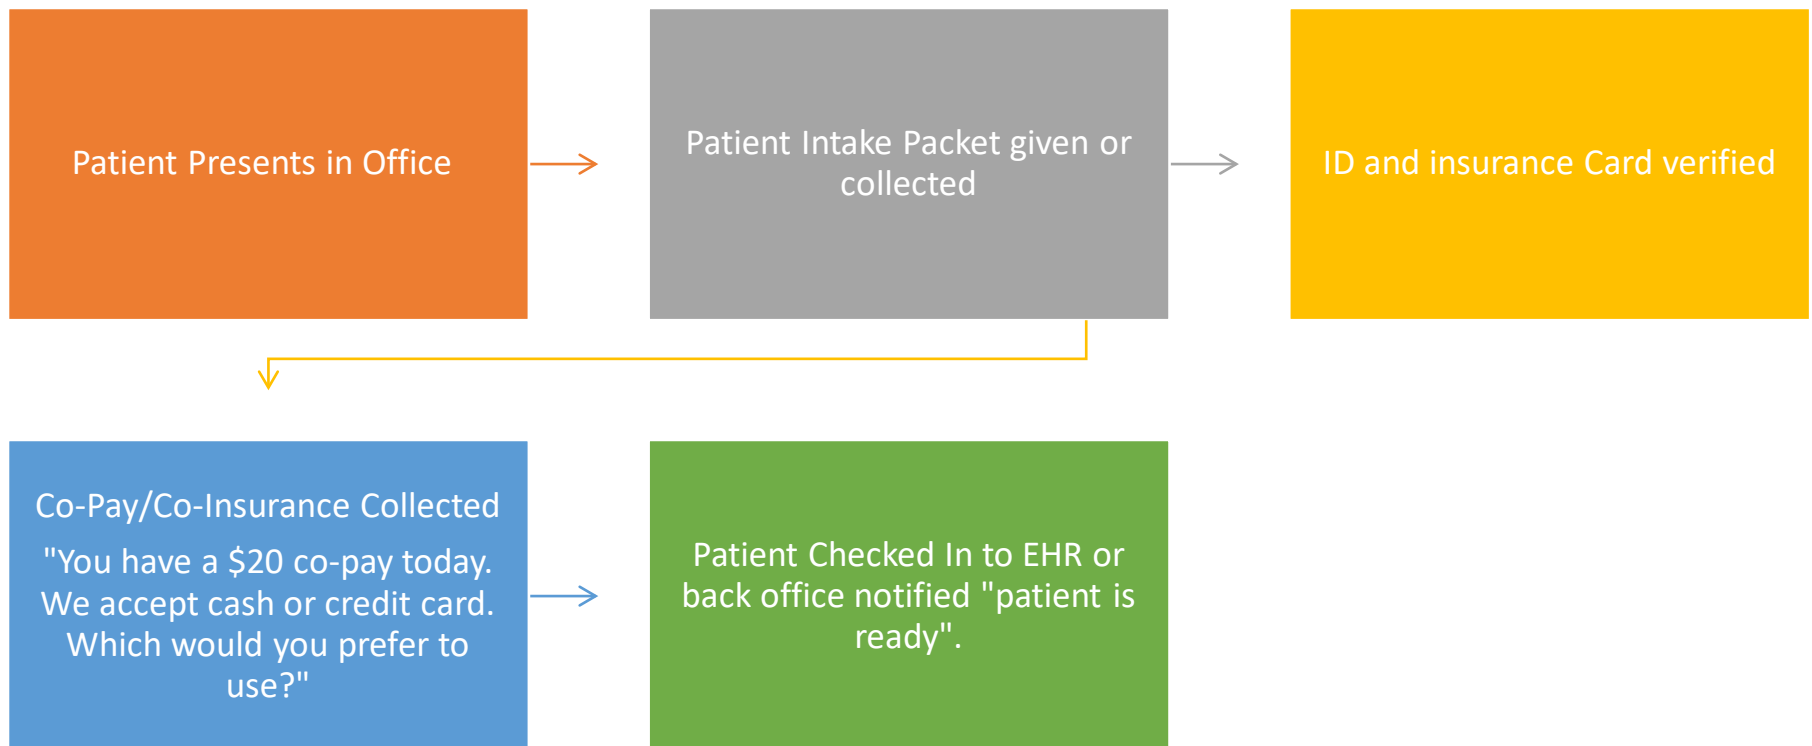 Patient Presents in Office
Patient Intake Packet given or
collected
ID and insurance Card verified
Co-Pay/Co-Insurance Collected
"You have a $20 co-pay today.
We accept cash or credit card.
Which would you prefer to
use?"
Patient Checked In to EHR or
back office notified "patient is
ready".